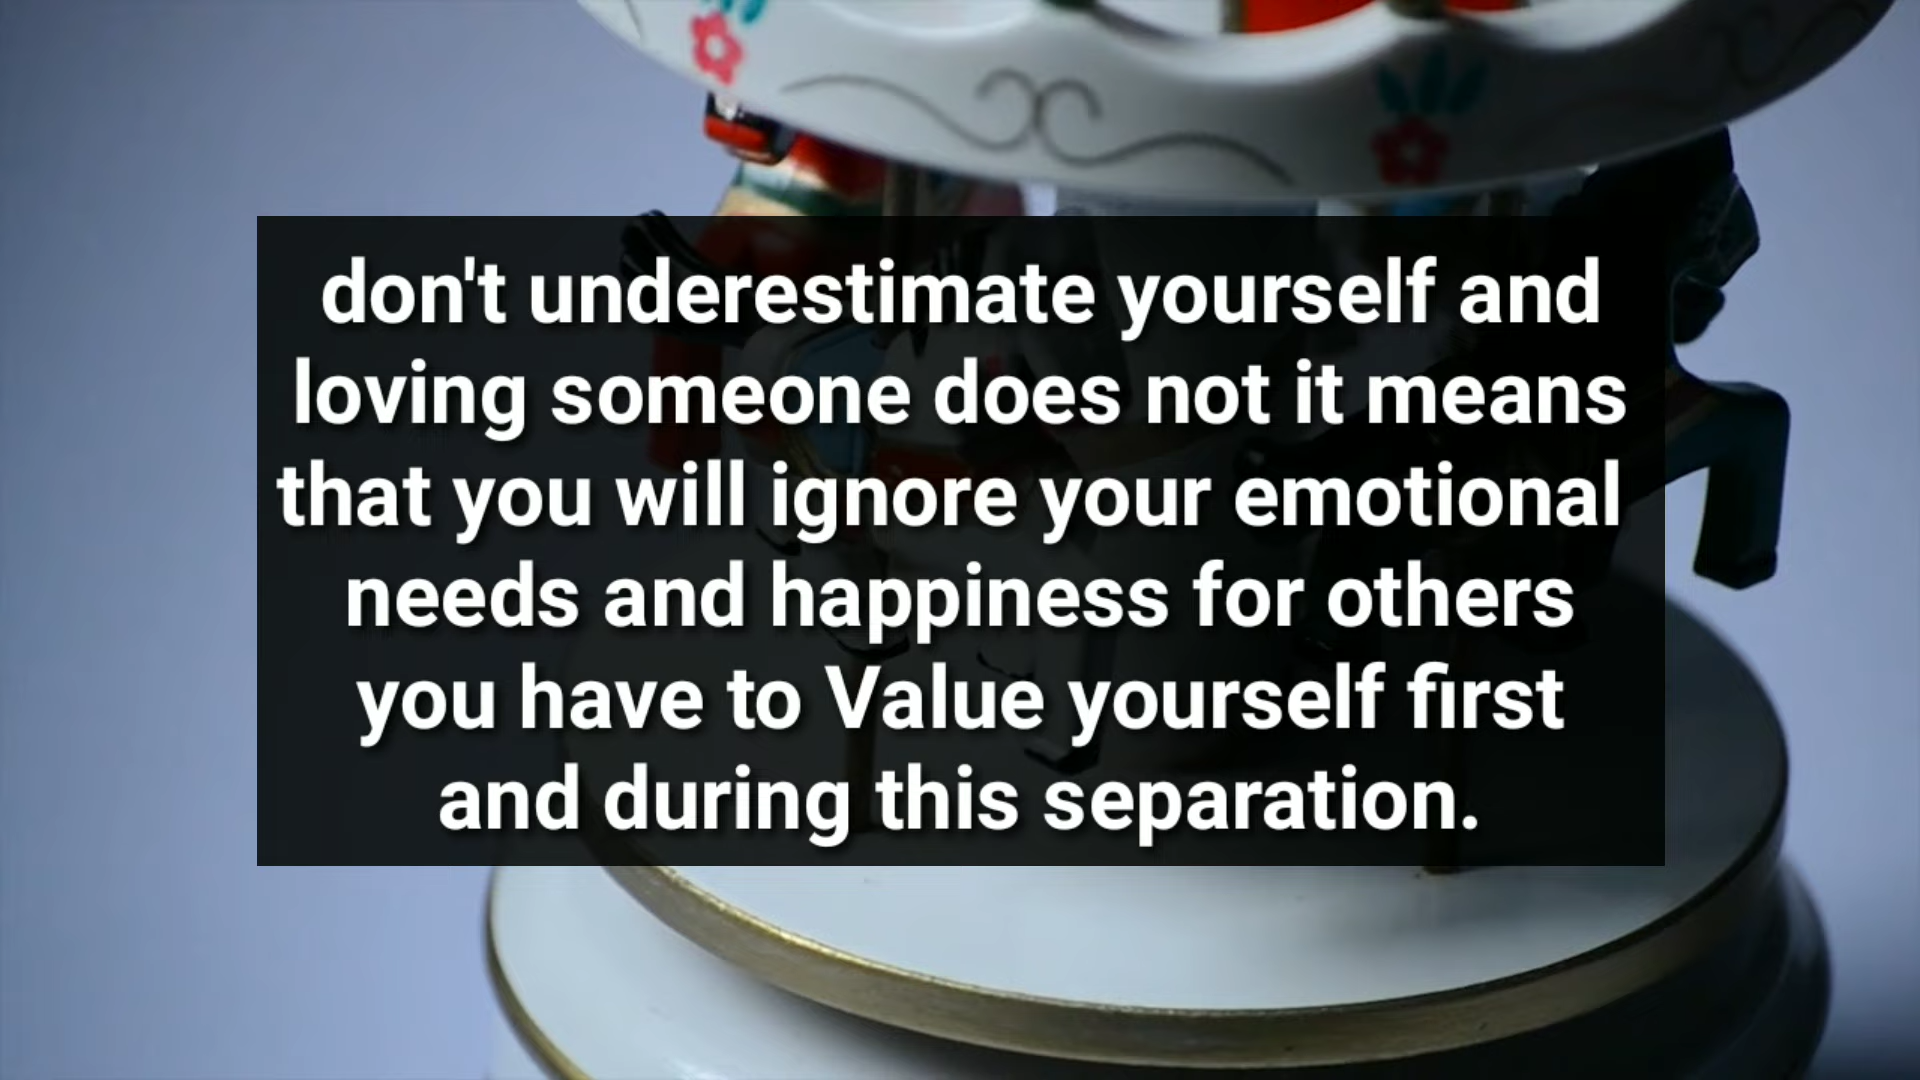 don't underestimate yourself and
loving someone does not it means
that you will ignore your emotional
needs and happiness for others
you have to Value yourself first
and during this separation.